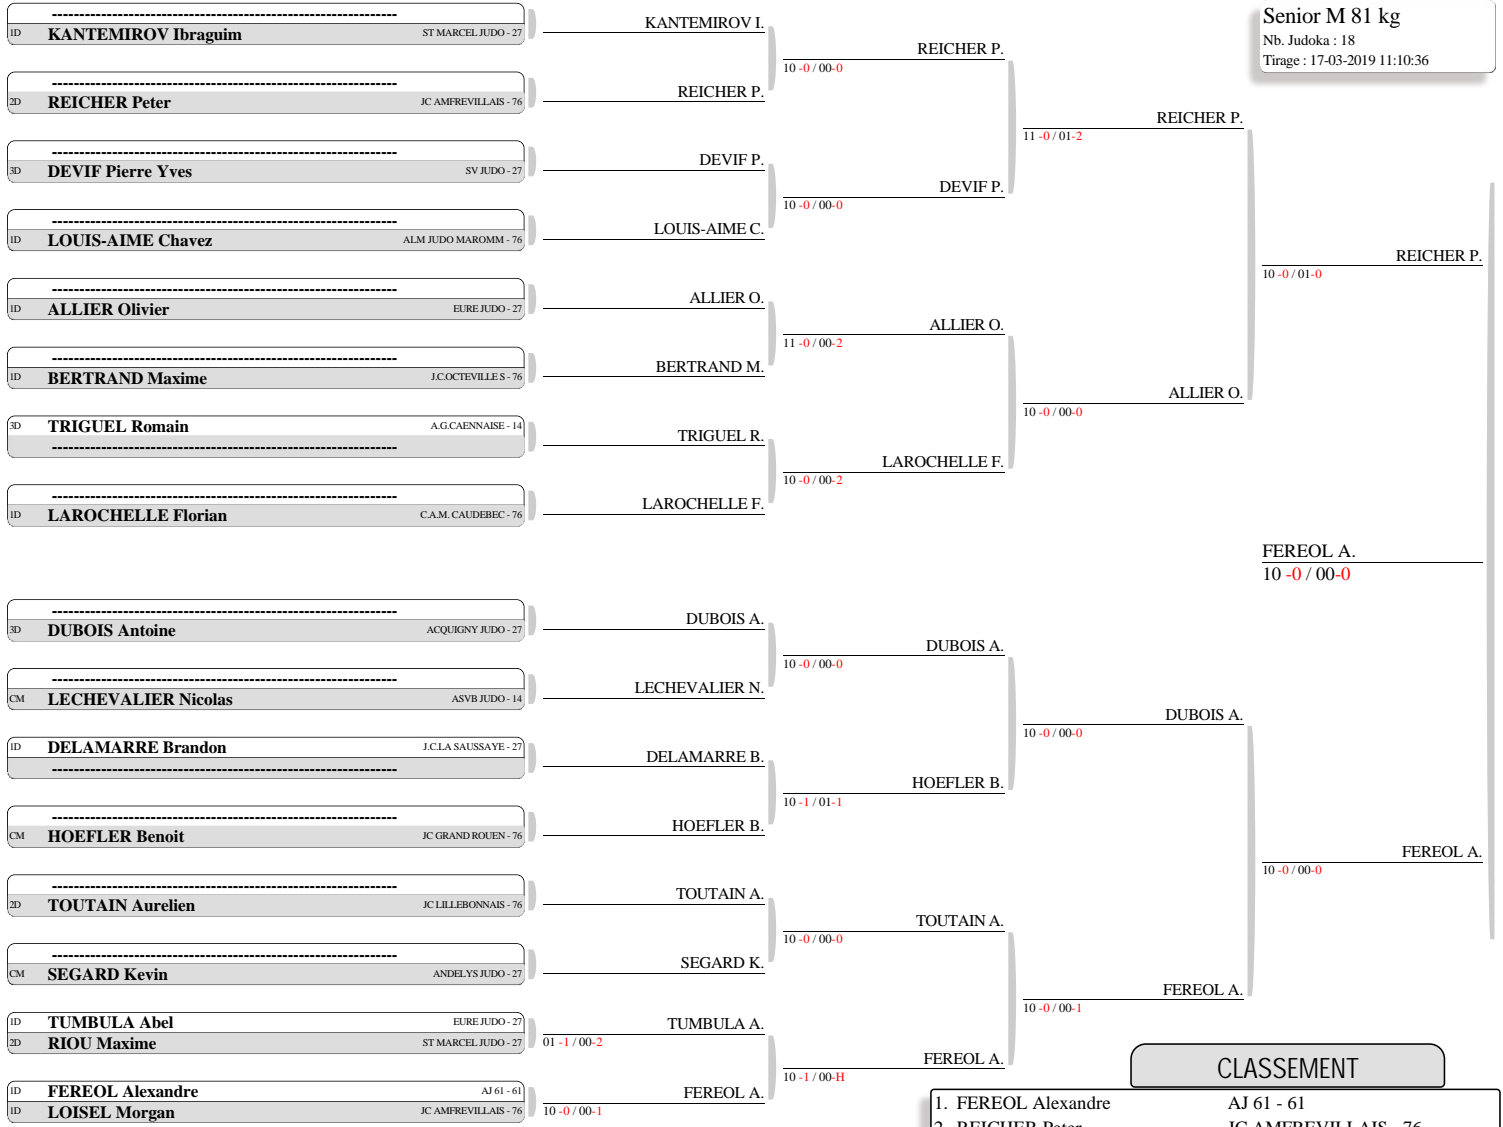 Senior M 81 kg
Nb. Judoka : 18
Tirage : 17-03-2019 11:10:36
------------------------------------------------------------------------
1D KANTEMIROV Ibraguim ST MARCEL JUDO - 27
------------------------------------------------------------------------
2D REICHER Peter JC AMFREVILLAIS - 76
------------------------------------------------------------------------
3D DEVIF Pierre Yves SV JUDO - 27
------------------------------------------------------------------------
1D LOUIS-AIME Chavez ALM JUDO MAROMM - 76
------------------------------------------------------------------------
1D ALLIER Olivier EURE JUDO - 27
------------------------------------------------------------------------
1D BERTRAND Maxime J.C.OCTEVILLE S - 76
3D TRIGUEL Romain A.G.CAENNAISE - 14
------------------------------------------------------------------------
------------------------------------------------------------------------
1D LAROCHELLE Florian C.A.M. CAUDEBEC - 76
------------------------------------------------------------------------
3D DUBOIS Antoine ACQUIGNY JUDO - 27
------------------------------------------------------------------------
CM LECHEVALIER Nicolas ASVB JUDO - 14
1D DELAMARRE Brandon J.C.LA SAUSSAYE - 27
------------------------------------------------------------------------
------------------------------------------------------------------------
CM HOEFLER Benoit JC GRAND ROUEN - 76
------------------------------------------------------------------------
2D TOUTAIN Aurelien JC LILLEBONNAIS - 76
------------------------------------------------------------------------
CM SEGARD Kevin ANDELYS JUDO - 27
1D TUMBULA Abel EURE JUDO - 27
2D RIOU Maxime ST MARCEL JUDO - 27
1D FEREOL Alexandre AJ 61 - 61
1D LOISEL Morgan JC AMFREVILLAIS - 76
KANTEMIROV I.
REICHER P.
DEVIF P.
LOUIS-AIME C.
ALLIER O.
BERTRAND M.
TRIGUEL R.
LAROCHELLE F.
DUBOIS A.
LECHEVALIER N.
DELAMARRE B.
HOEFLER B.
TOUTAIN A.
SEGARD K.
TUMBULA A.
01 -1 / 00-2
FEREOL A.
10 -0 / 00-1
REICHER P.
10 -0 / 00-0
DEVIF P.
10 -0 / 00-0
ALLIER O.
11 -0 / 00-2
LAROCHELLE F.
10 -0 / 00-2
DUBOIS A.
10 -0 / 00-0
HOEFLER B.
10 -1 / 01-1
TOUTAIN A.
10 -0 / 00-0
FEREOL A.
10 -1 / 00-H
REICHER P.
11 -0 / 01-2
ALLIER O.
10 -0 / 00-0
DUBOIS A.
10 -0 / 00-0
FEREOL A.
10 -0 / 00-1
REICHER P.
10 -0 / 01-0
FEREOL A.
10 -0 / 00-0
FEREOL A.
10 -0 / 00-0
CLASSEMENT
1. FEREOL Alexandre AJ 61 - 61
2. REICHER Peter JC AMFREVILLAIS - 76